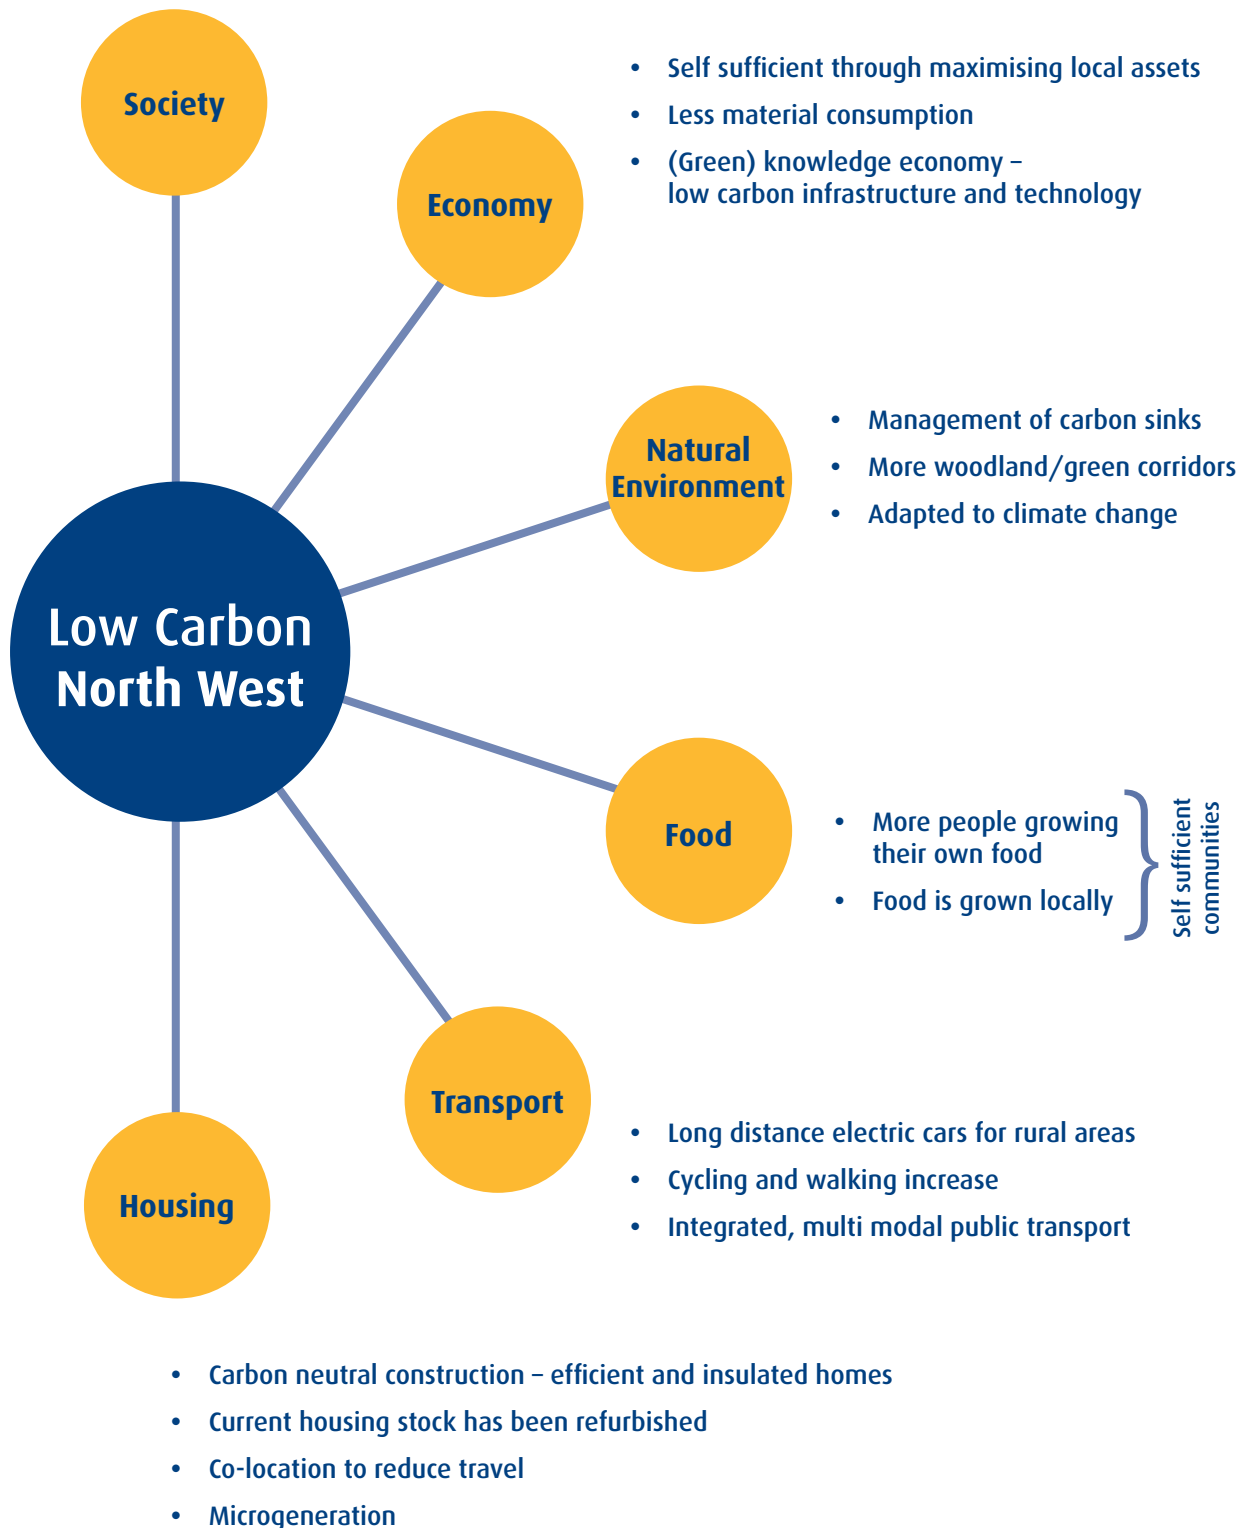 Society
Economy
• Self sufficient through maximising local assets
• Less material consumption
• (Green) knowledge economy –
low carbon infrastructure and technology
Natural
Environment
• Management of carbon sinks
• More woodland/green corridors
• Adapted to climate change
Low Carbon
North West
Food
• More people growing
their own food
• Food is grown locally
Self sufficient
communities
Transport
• Long distance electric cars for rural areas
• Cycling and walking increase
• Integrated, multi modal public transport
Housing
• Carbon neutral construction – efficient and insulated homes
• Current housing stock has been refurbished
• Co-location to reduce travel
• Microgeneration